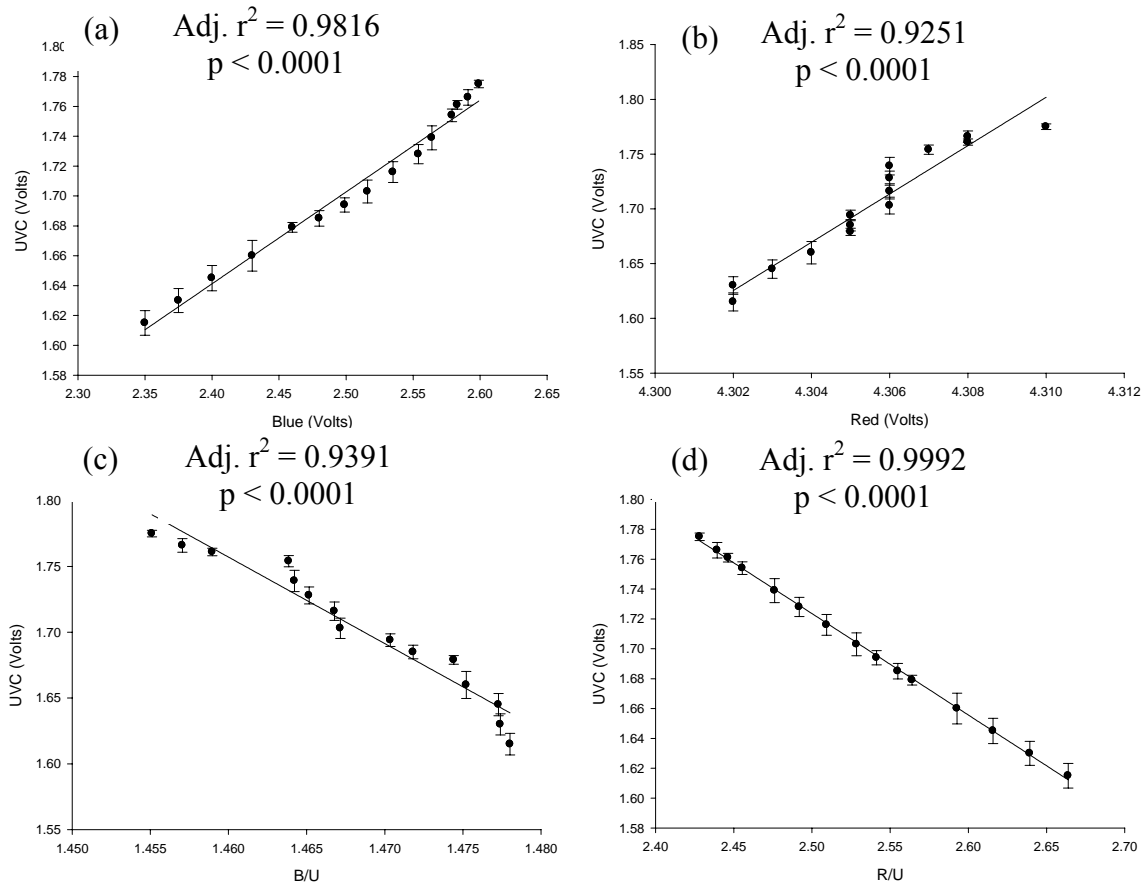 (a) Adj. r² = 0.9816
p < 0.0001
1.80
1.78
1.76
1.74
1.72
1.70
1.68
1.66
1.64
1.62
1.60
1.58
UVC (Volts)
2.30 2.35 2.40 2.45 2.50 2.55 2.60 2.65
Blue (Volts)
(b) Adj. r² = 0.9251
p < 0.0001
1.85
1.80
1.75
1.70
1.65
1.60
1.55
UVC (Volts)
4.300 4.302 4.304 4.306 4.308 4.310 4.312
Red (Volts)
(c) Adj. r² = 0.9391
p < 0.0001
1.80
1.75
1.70
1.65
1.60
1.55
UVC (Volts)
1.450 1.455 1.460 1.465 1.470 1.475 1.480
B/U
(d) Adj. r² = 0.9992
p < 0.0001
1.80
1.78
1.76
1.74
1.72
1.70
1.68
1.66
1.64
1.62
1.60
1.58
UVC (Volts)
2.40 2.45 2.50 2.55 2.60 2.65 2.70
R/U